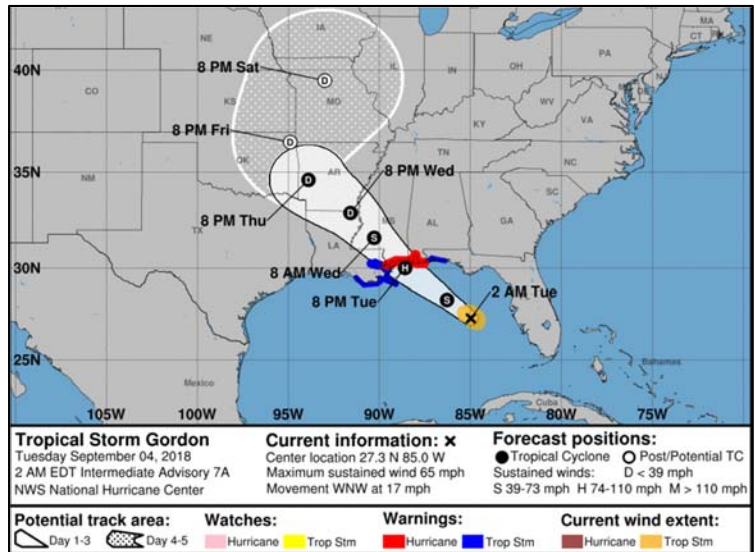 IA
MA
NE
CT
RI
40N
8 PM Sat
D
IL
IN
OH
PA
CO
KS
MO
WV
VA
8 PM Fri
D
KY
35N
OK
AR
TN
NC
NM
D
8 PM Wed
SC
8 PM Thu
D
MS
AL
GA
TX
LA
S
8 AM Wed
30N
H
8 PM Tue
2 AM Tue
S
FL
25N
Mexico
Bahamas
Cuba
105W 100W 95W 90W 85W 80W 75W
Tropical Storm Gordon
Tuesday September 04, 2018
2 AM EDT Intermediate Advisory 7A
NWS National Hurricane Center
Current information: x
Center location 27.3 N 85.0 W
Maximum sustained wind 65 mph
Movement WNW at 17 mph
Forecast positions:
Tropical Cyclone Post/Potential TC
Sustained winds: D < 39 mph
S 39-73 mph H 74-110 mph M > 110 mph
Potential track area:
Day 1-3 Day 4-5
Watches:
Hurricane Trop Stm
Warnings:
Hurricane Trop Stm
Current wind extent:
Hurricane Trop Stm